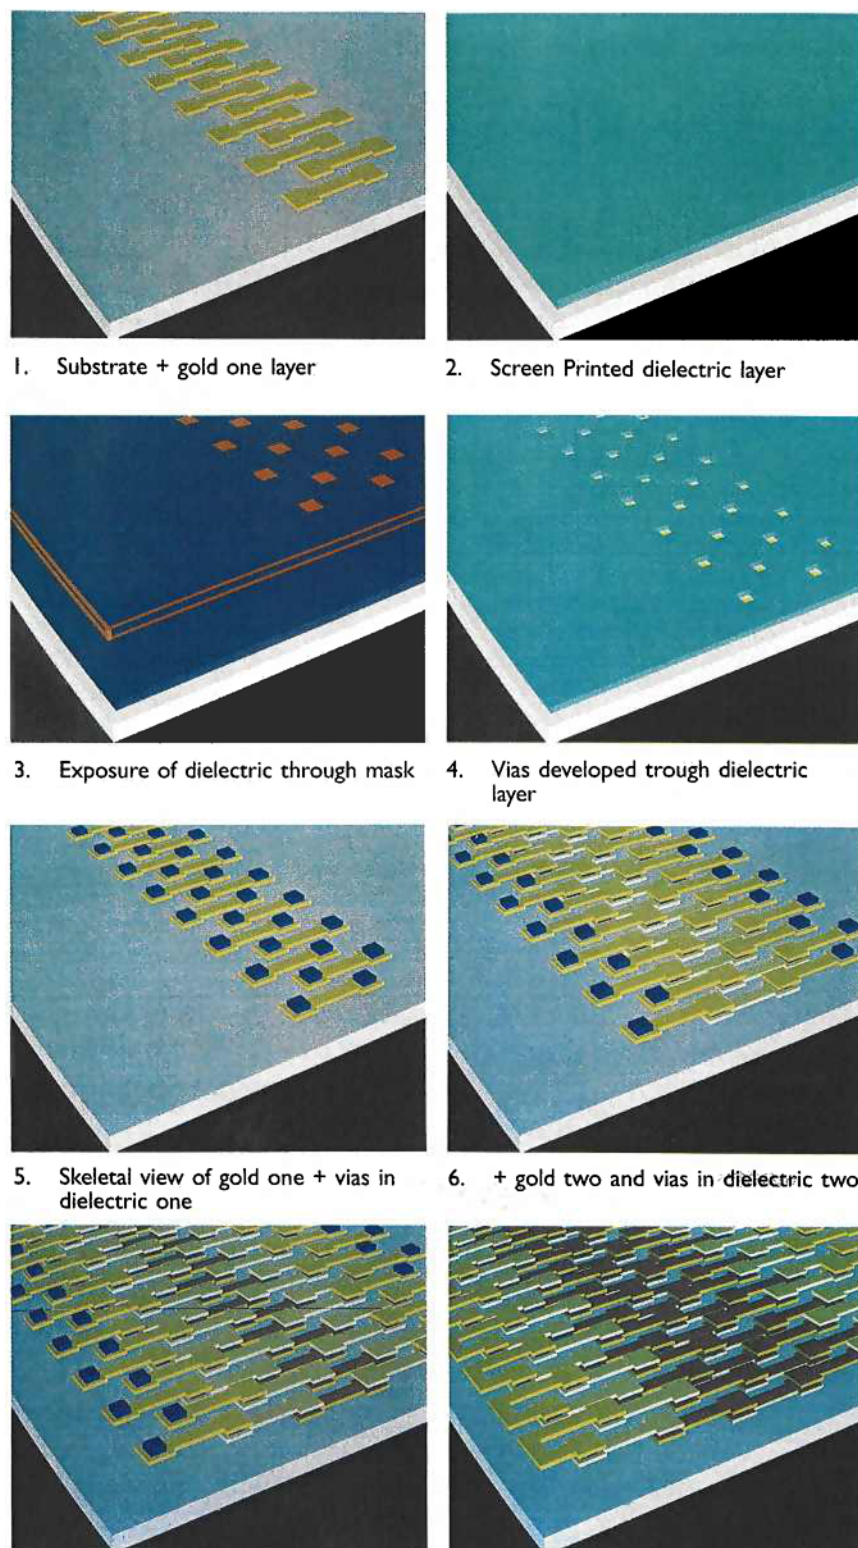 1. Substrate + gold one layer
2. Screen Printed dielectric layer
3. Exposure of dielectric through mask
4. Vias developed trough dielectric
layer
5. Skeletal view of gold one + vias in
dielectric one
6. + gold two and vias in dielectric two